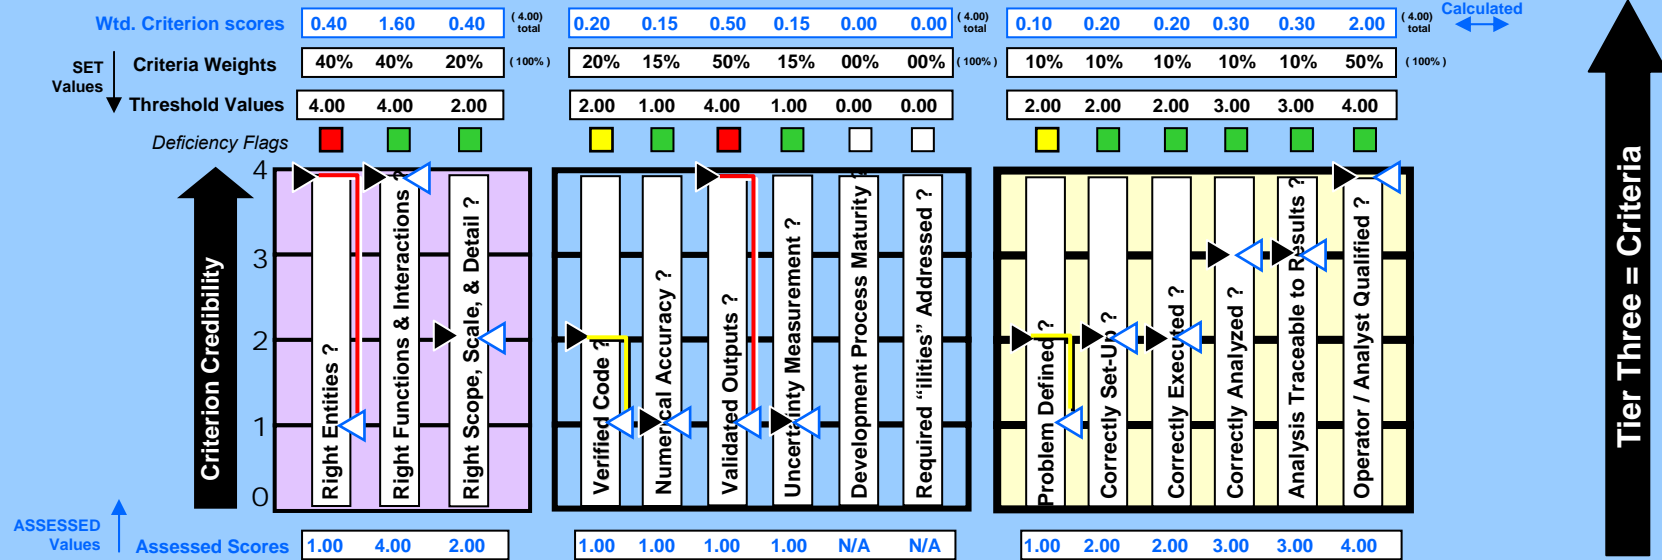 Wtd. Criterion scores 0.40 1.60 0.40 ( 4.00) total 0.20 0.15 0.50 0.15 0.00 0.00 ( 4.00) total 0.10 0.20 0.20 0.30 0.30 2.00 ( 4.00) total Calculated
SET Values Criteria Weights 40% 40% 20% ( 100% ) 20% 15% 50% 15% 00% 00% ( 100% ) 10% 10% 10% 10% 10% 50% ( 100% )
Threshold Values 4.00 4.00 2.00 2.00 1.00 4.00 1.00 0.00 0.00 2.00 2.00 2.00 3.00 3.00 4.00
Deficiency Flags
Criterion Credibility
4
3
2
1
0
Right Entities ?
Right Functions & Interactions ?
Right Scope, Scale, & Detail ?
Verified Code ?
Numerical Accuracy ?
Validated Outputs ?
Uncertainty Measurement ?
Development Process Maturity ?
Required “ilities” Addressed ?
Problem Defined ?
Correctly Set-Up ?
Correctly Executed ?
Correctly Analyzed ?
Analysis Traceable to Results ?
Operator / Analyst Qualified ?
Tier Three = Criteria
ASSESSED Values Assessed Scores 1.00 4.00 2.00 1.00 1.00 1.00 1.00 N/A N/A 1.00 2.00 2.00 3.00 3.00 4.00